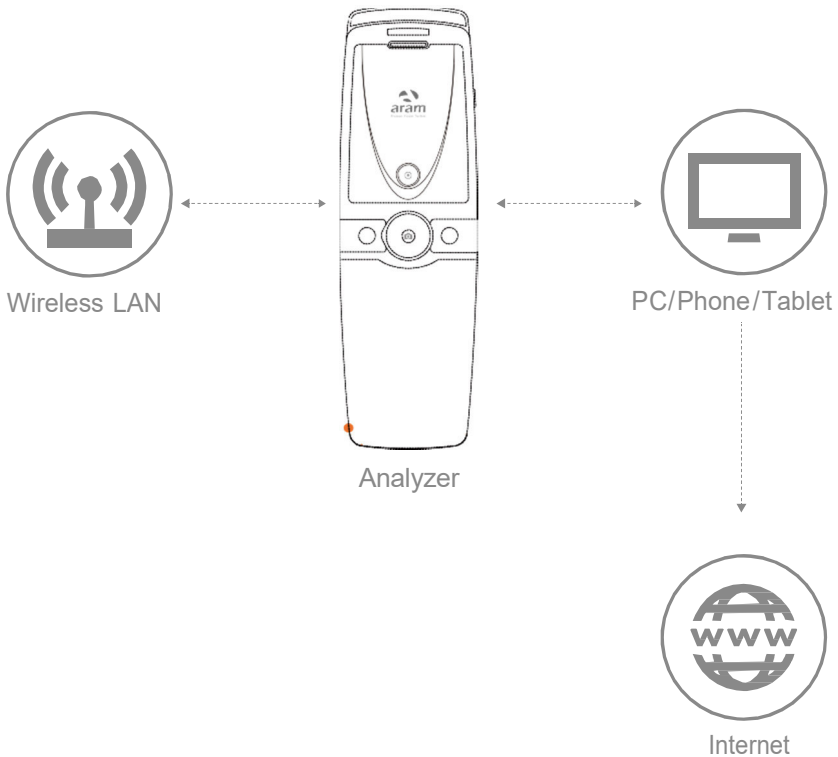 aram
Wireless LAN
PC/Phone/Tablet
Analyzer
WWW
Internet